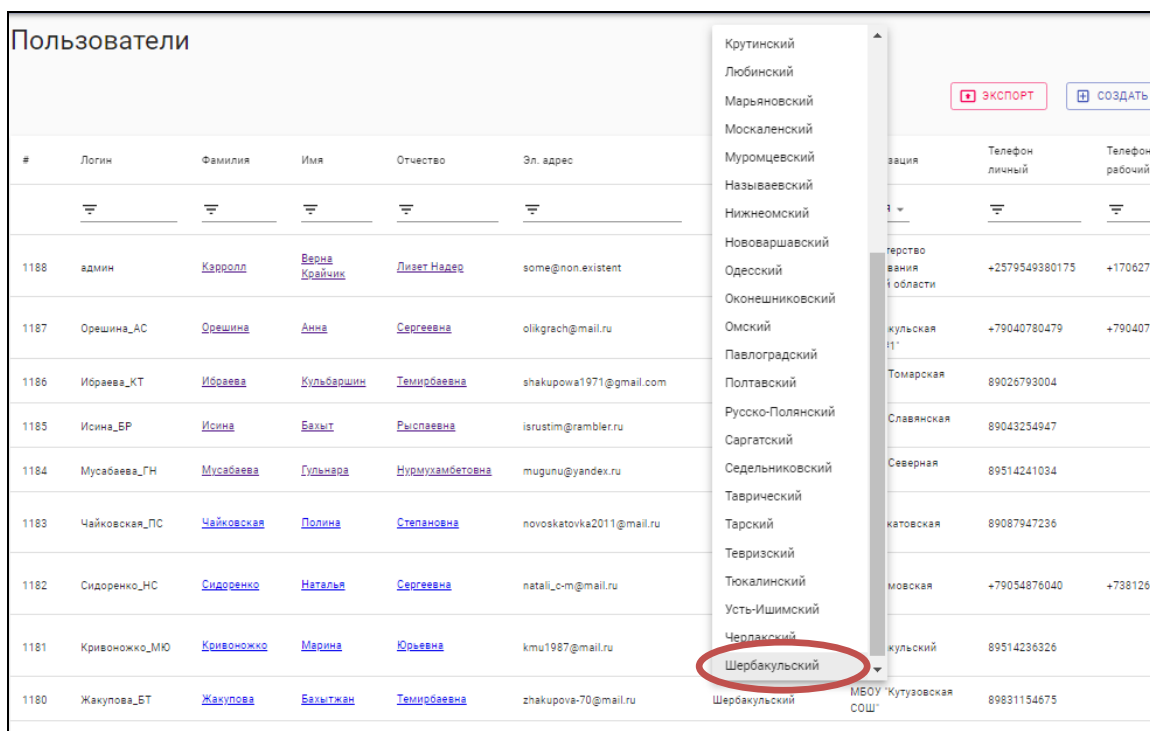 Пользователи
ЭКСПОРТ
СОЗДАТЬ
# Логин Фамилия Имя Отчество Эл. адрес Телефон личный Телефон рабочий
1188 админ Кэрролл Верна Крайчик Лизет Надер some@non.existent области +2579549380175 +170627
1187 Орешина_АС Орешина Анна Сергеевна olikgrach@mail.ru +79040780479 +790407
1186 Ибраева_КТ Ибраева Кульбаршин Темирбаевна shakupowa1971@gmail.com Томарская 89026793004
1185 Исина_БР Исина Бахыт Рыспаевна isrustim@rambler.ru Славянская 89043254947
1184 Мусабаева_ГН Мусабаева Гульнара Нурмухамбетовна mugunu@yandex.ru Северная 89514241034
1183 Чайковская_ПС Чайковская Полина Степановна novoskatovka2011@mail.ru 89087947236
1182 Сидоренко_НС Сидоренко Наталья Сергеевна natali_c-m@mail.ru +79054876040 +738126
1181 Кривоножко_МЮ Кривоножко Марина Юрьевна kmu1987@mail.ru 89514236326
1180 Жакупова_БТ Жакупова Бахытжан Темирбаевна zhakupova-70@mail.ru Шербакульский МБОУ "Кутузовская СОШ" 89831154675
Крутинский
Любинский
Марьяновский
Москаленский
Муромцевский
Называевский
Нижнеомский
Нововаршавский
Одесский
Оконешниковский
Омский
Павлоградский
Полтавский
Русско-Полянский
Саргатский
Седельниковский
Таврический
Тарский
Тевризский
Тюкалинский
Усть-Ишимский
Черлакский
Шербакульский